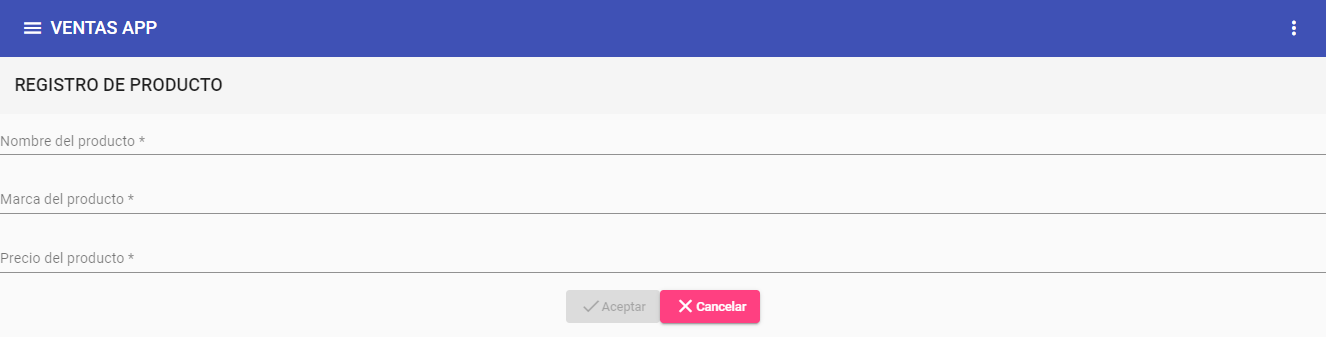 VENTAS APP
REGISTRO DE PRODUCTO
Nombre del producto *
Marca del producto *
Precio del producto *
Aceptar Cancelar